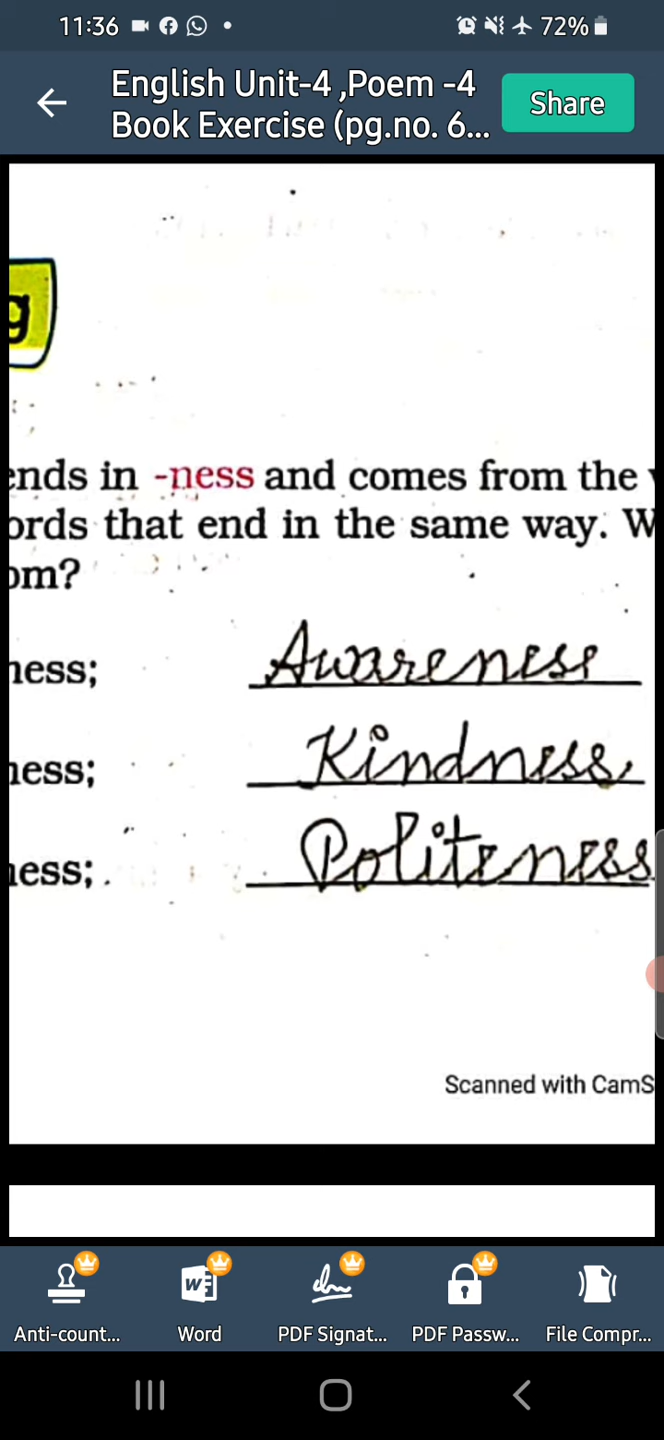 11:36 72%
English Unit-4 ,Poem -4
Book Exercise (pg.no. 6...
Share
g
ends in -ness and comes from the
ords that end in the same way. W
om?
ness; Awareness
ness; Kindness
ness; Politeness
Scanned with CamS
Anti-count... Word PDF Signat... PDF Passw... File Compr...